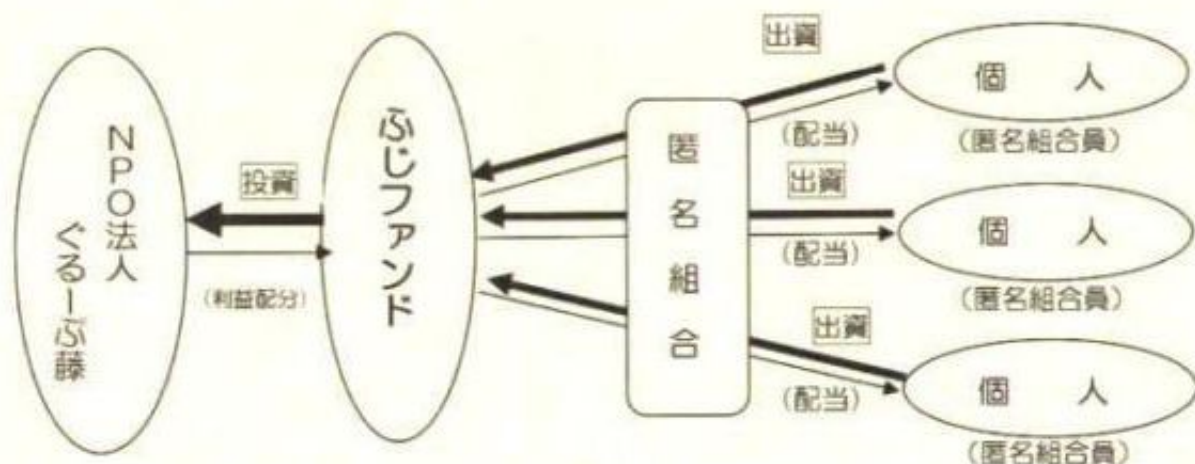 NPO法人
ぐるーぷ藤
投資
(利益配分)
ふじファンド
匿名組合
出資
(配当)
個 人
(匿名組合員)
出資
(配当)
個 人
(匿名組合員)
出資
(配当)
個 人
(匿名組合員)